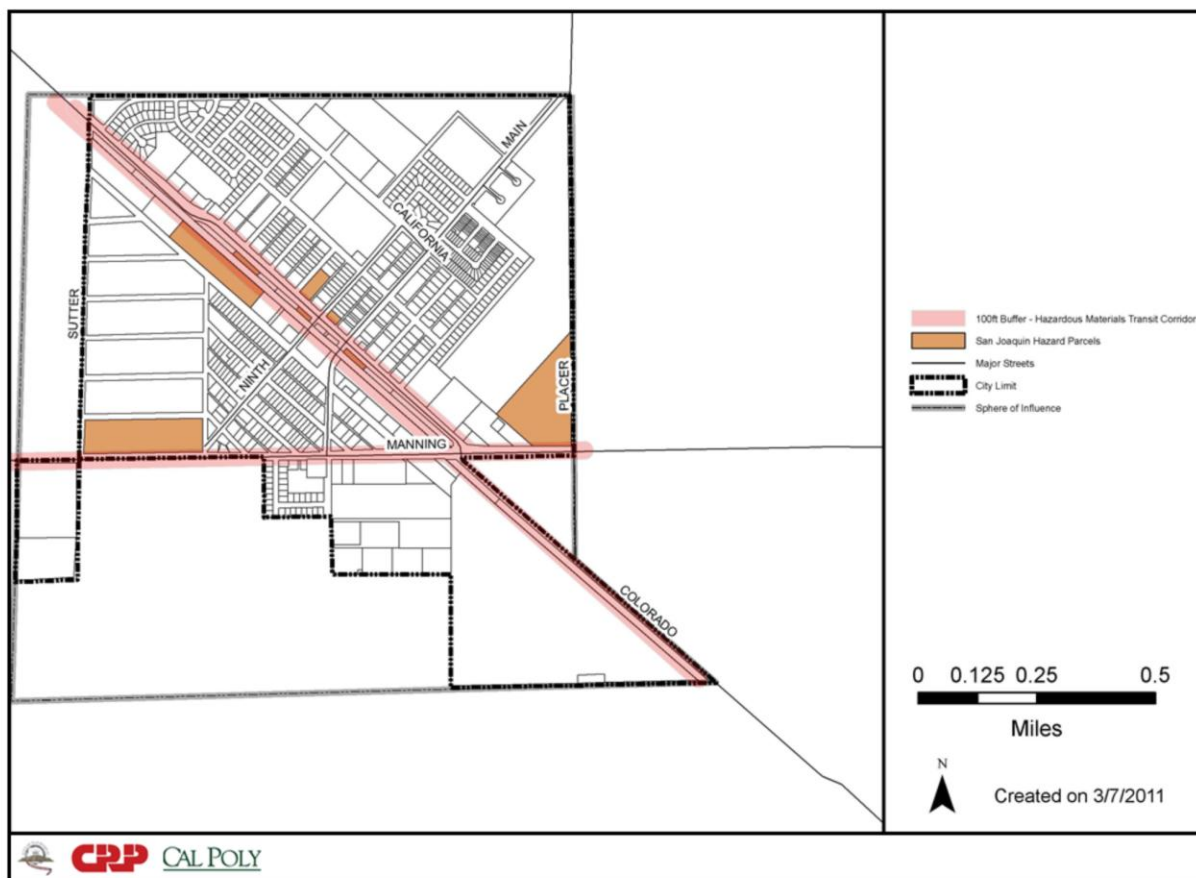 MAIN
CALIFORNIA
SUTTER
NINTH
PLACER
MANNING
COLORADO
100ft Buffer - Hazardous Materials Transit Corridor
San Joaquin Hazard Parcels
Major Streets
City Limit
Sphere of Influence
0 0.125 0.25 0.5
Miles
N
Created on 3/7/2011
CRP CAL POLY